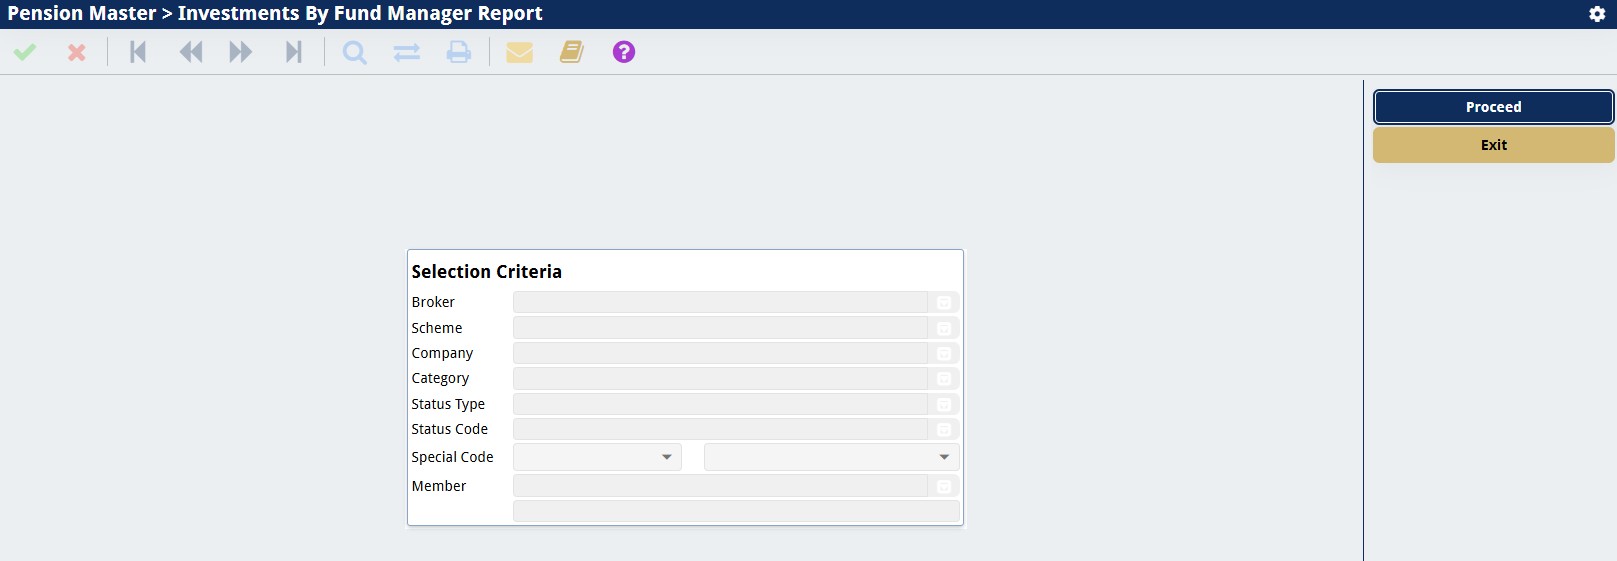 Pension Master > Investments By Fund Manager Report
?
Proceed
Exit
Selection Criteria
Broker
Scheme
Company
Category
Status Type
Status Code
Special Code
Member